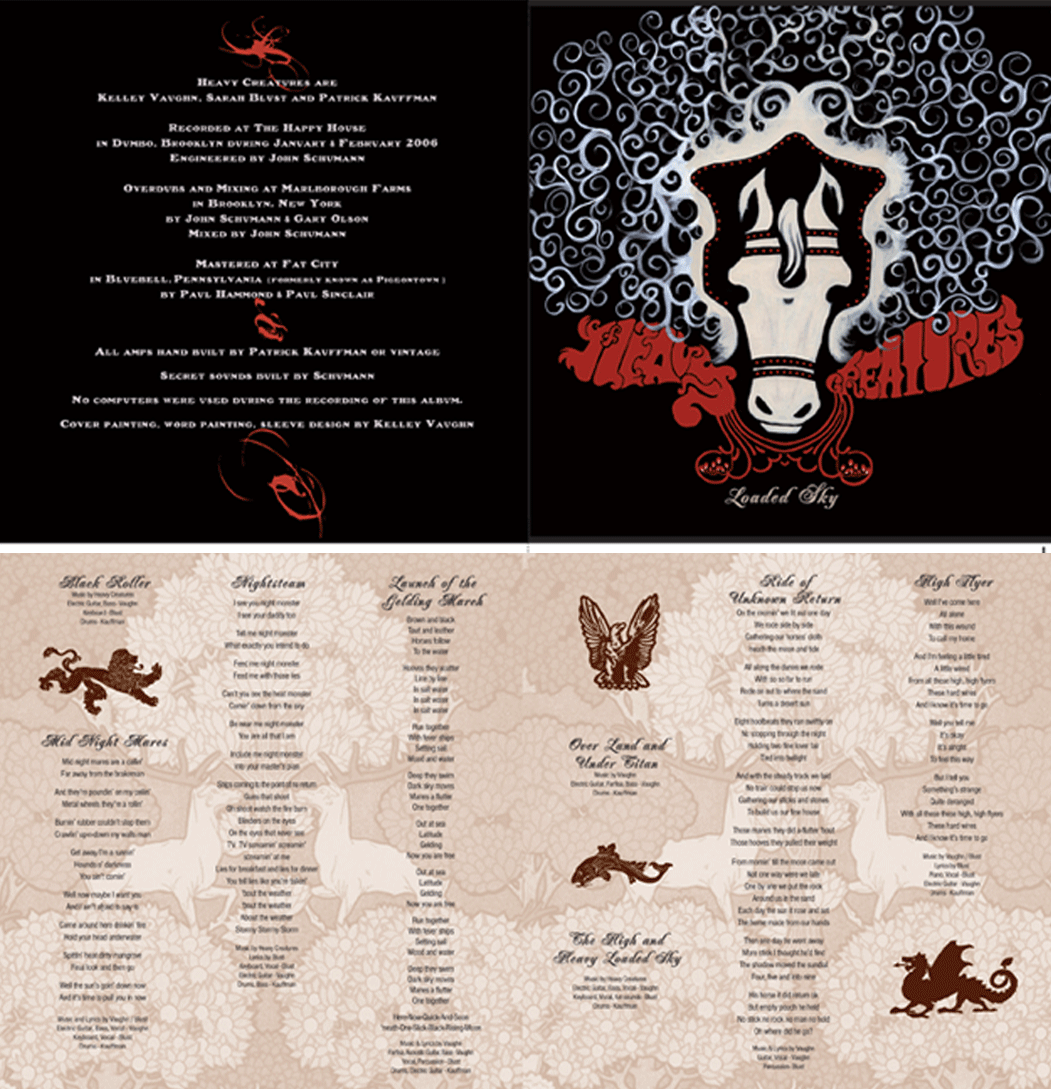 Heavy Creatures are
Kelley Vaughn, Sarah Blust and Patrick Kauffman
Recorded at The Happy House
in Dumbo, Brooklyn during January & February 2006
Engineered by John Schumann
Overdubs and Mixing at Marlborough Farms
in Brooklyn, New York
by John Schumann & Gary Olson
Mixed by John Schumann
Mastered at Fat City
in Bluebell, Pennsylvania (formerly known as Pigeontown)
by Paul Hammond & Paul Sinclair
All amps hand built by Patrick Kauffman or vintage
Secret sounds built by Schumann
No computers were used during the recording of this album.
Cover painting, word painting, sleeve design by Kelley Vaughn
Heavy Creatures
Loaded Sky
Black Roller
Music by Heavy Creatures
Electric Guitar, Bass - Vaughn
Keyboard - Blust
Drums - Kauffman
Mid Night Mares
Mid night mares are a callin'
Far away from the brakeman
And they're poundin' on my ceilin'
Metal wheels they're a rollin'
Burnin' rubber couldn't stop them
Crawlin' upon down my walls man
Get away I'm a runnin'
Hounds o' darkness
You ain't comin'
Well now maybe I want you
And I ain't afraid to say it
Come around here drinkin' fire
Hold your head underwater
Spittin' head dirty mangrove
Final look and then go
Well the sun's goin' down now
And it's time to pull you in now
Music and Lyrics by Vaughn / Blust
Electric Guitar, Bass, Vocal - Vaughn
Keyboard, Vocal - Blust
Drums - Kauffman
Nightsteam
I see you night monster
I see your daddy too
Tell me night monster
What exactly you intend to do
Feed me night monster
Feed me with those lies
Can't you see the heat monster
Comin' down from the sky
Be near me night monster
You are all that I am
Include me night monster
Into your master's plan
Ships coming to the point of no return
Guns that shoot
Oh shoot watch the fire burn
Blinders on the eyes
On the eyes that never see
TV, TV screamin' screamin'
screamin' at me
Lies for breakfast and lies for dinner
You tell lies like you're talkin'
'bout the weather
'bout the weather
About the weather
Stormy Stormy Storm
Music by Heavy Creatures
Lyrics by Blust
Keyboard, Vocal - Blust
Electric Guitar - Vaughn
Drums, Bass - Kauffman
Launch of the
Gelding March
Brown and black
Taut and leather
Horses follow
To the water
Hooves they scatter
Line by line
In salt water
In salt water
In salt water
Run together
With fever ships
Setting sail
Wood and water
Deep they swim
Dark sky moves
Manes a flutter
One together
Out at sea
Latitude
Gelding
Now you are free
Out at sea
Latitude
Gelding
Now you are free
Run together
With fever ships
Setting sail
Wood and water
Deep they swim
Dark sky moves
Manes a flutter
One together
Here-Now-Quick-And-Soon
'neath-One-Slick-Black-Rising-Moon
Music & Lyrics by Vaughn
Farfisa, Acoustic Guitar, Bass - Vaughn
Vocal, Percussion - Blust
Drums, Electric Guitar - Kauffman
Over Land and
Under Titan
Music by Vaughn
Electric Guitar, Farfisa, Bass - Vaughn
Drums - Kauffman
The High and
Heavy Loaded Sky
Music by Heavy Creatures
Electric Guitar, Bass, Vocal - Vaughn
Drums - Kauffman
Ride of
Unknown Return
On the mornin' we lit out one day
We rode side by side
Gathering our horses' cloth
'neath the moon and tide
All along the dunes we rode
With so so far to run
Rode on out to where the sand
Turns a desert sun
Eight hoofbeats they ran swiftly on
No stopping through the night
Holding two fine lower tail
Tied into twilight
And with the steady track we laid
No train could stop us now
Gathering our sticks and stones
To build us our fine house
Those manes they did a flutter 'bout
Those hooves they pulled their weight
From mornin' till the moon came out
Not one way were we late
One by one we put the rock
Around us in the sand
Each day the sun it rose and set
The home made from our hands
Then one day he went away
More stick I thought he'd find
The shadow moved the sundial
Four, five and into nine
His horse it did return ok
But empty pouch he held
No stick no rock no man no bold
Oh where did he go?
Music & Lyrics by Vaughn
Guitar, Vocal - Vaughn
Percussion - Blust
High Flyer
Well I've come here
All alone
With this wound
To call my home
And I'm feeling a little tired
A little weird
From all these high, high flyers
These hard wires
And I know it's time to go
Well you tell me
It's okay
It's alright
To feel this way
But I tell you
Something's strange
Quite deranged
With all these these high, high flyers
These hard wires
And I know it's time to go
Music by Vaughn / Blust
Lyrics by Blust
Piano, Vocal - Blust
Electric Guitar - Vaughn
Drums - Kauffman